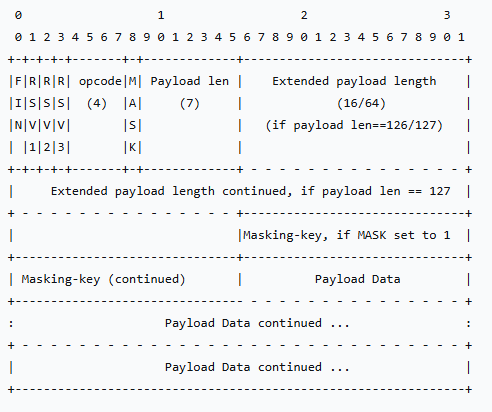 0                   1                   2                   3
 0 1 2 3 4 5 6 7 8 9 0 1 2 3 4 5 6 7 8 9 0 1 2 3 4 5 6 7 8 9 0 1
+-+-+-+-+-------+-+-------------+-------------------------------+
|F|R|R|R| opcode|M| Payload len |    Extended payload length    |
|I|S|S|S|  (4)  |A|     (7)     |             (16/64)           |
|N|V|V|V|       |S|             |   (if payload len==126/127)   |
| |1|2|3|       |K|             |                               |
+-+-+-+-+-------+-+-------------+ - - - - - - - - - - - - - - - +
|     Extended payload length continued, if payload len == 127  |
+ - - - - - - - - - - - - - - - +-------------------------------+
|                               |Masking-key, if MASK set to 1  |
+-------------------------------+-------------------------------+
| Masking-key (continued)       |          Payload Data         |
+-------------------------------- - - - - - - - - - - - - - - - +
:                     Payload Data continued ...                :
+ - - - - - - - - - - - - - - - - - - - - - - - - - - - - - - - +
|                     Payload Data continued ...                |
+---------------------------------------------------------------+